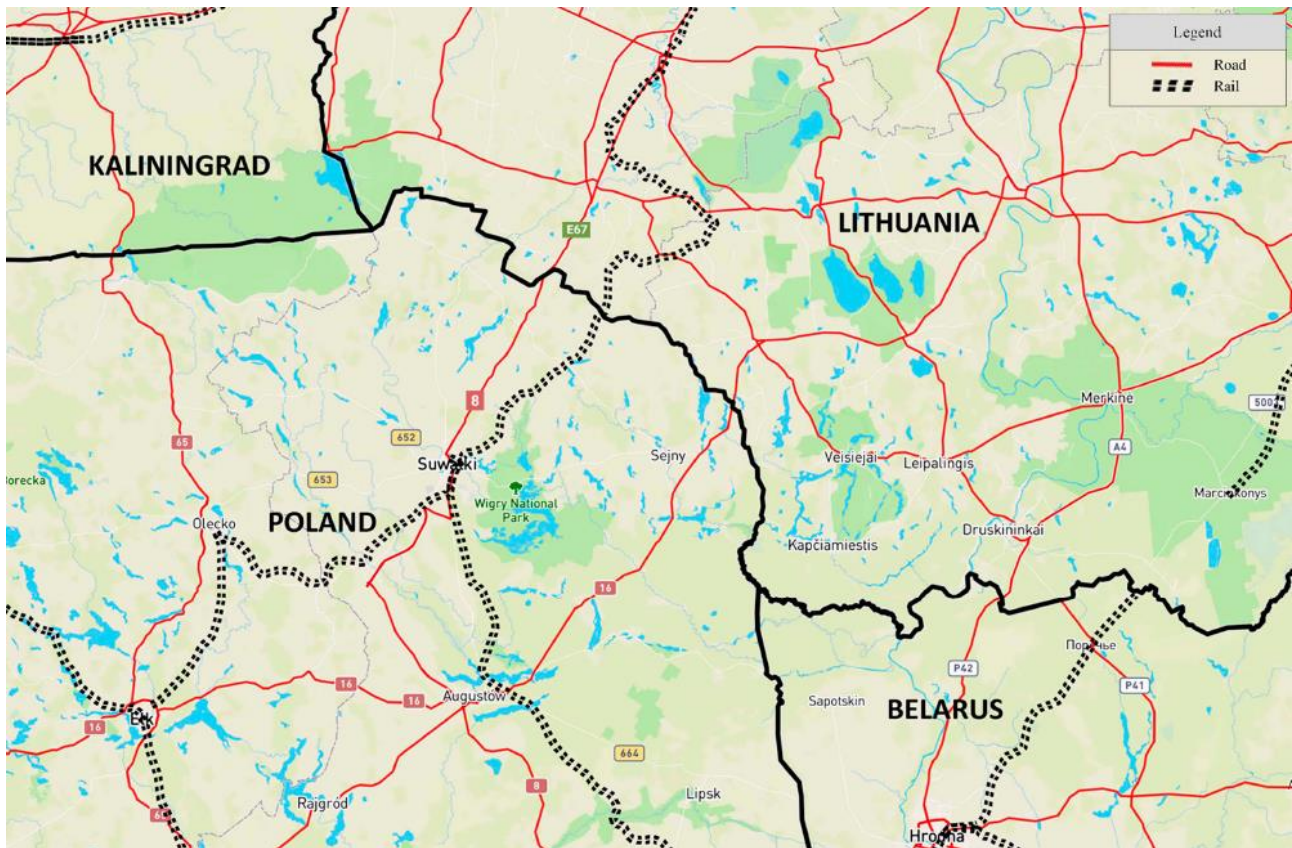 Legend
Road
Rail
KALININGRAD
LITHUANIA
E67
8
65
652
653
Suwałki
Sejny
Wigry National
Park
Olecko
POLAND
Merkinė
500
A4
Veisiejai
Leipalingis
Marcinkonys
Druskininkai
Kapčiamiestis
16
P42
P41
Sapotskin
BELARUS
16
16
16
Augustów
Ełk
664
8
Rajgród
Lipsk